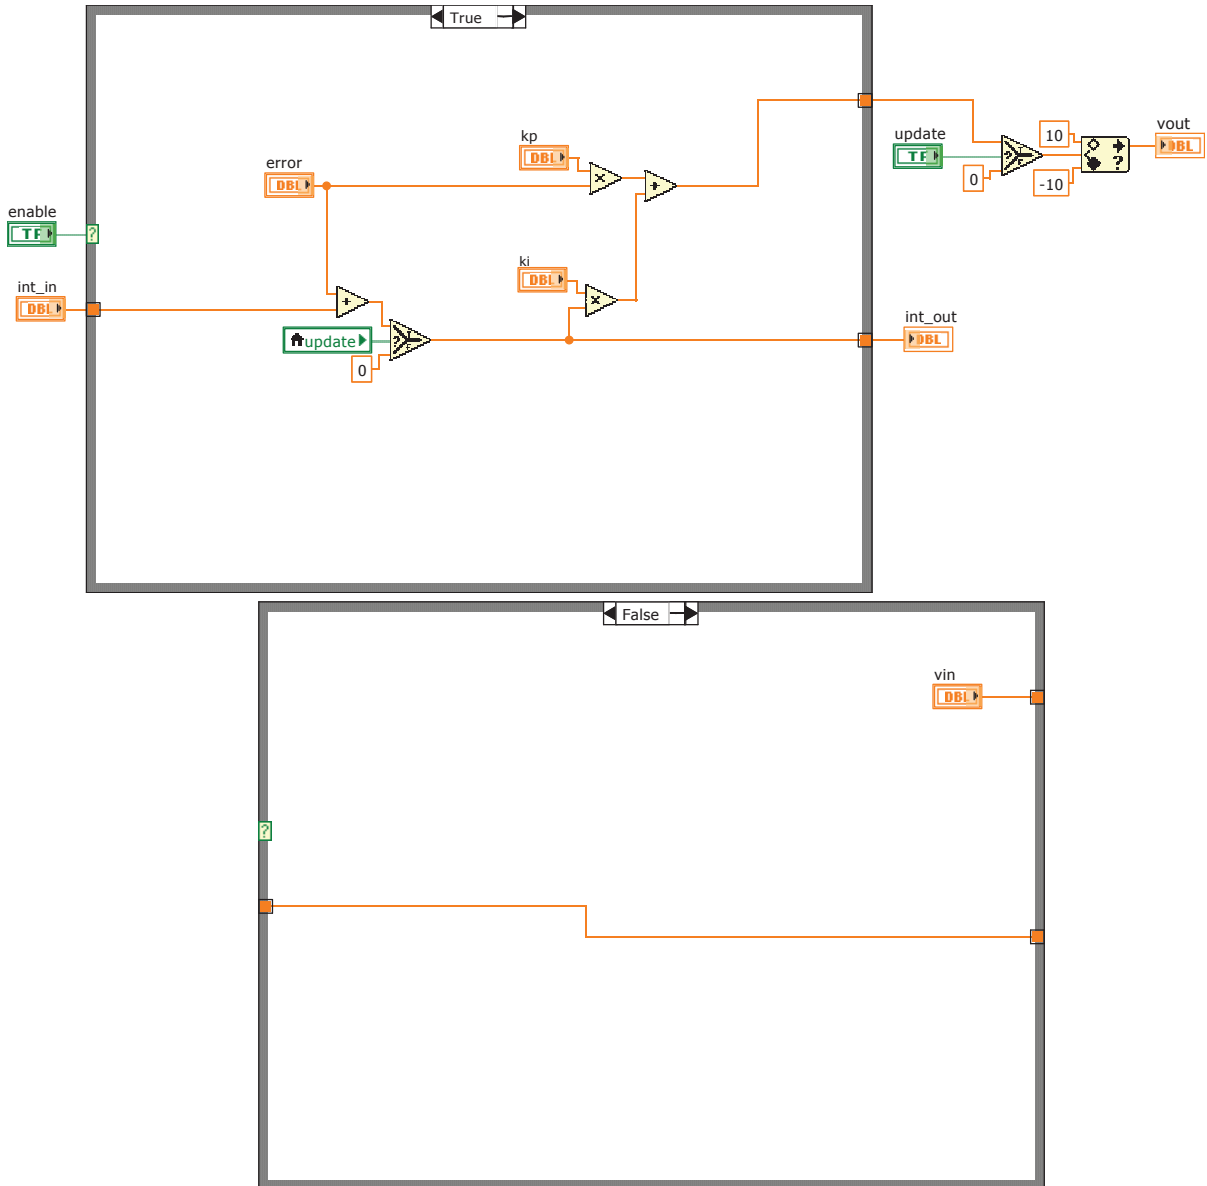 True
enable
TF
int_in
DBL
error
DBL
kp
DBL
×
+
ki
DBL
×
+
update
?
0
?
update
TF
?
0
10
-10
?
vout
DBL
int_out
DBL
False
vin
DBL
?